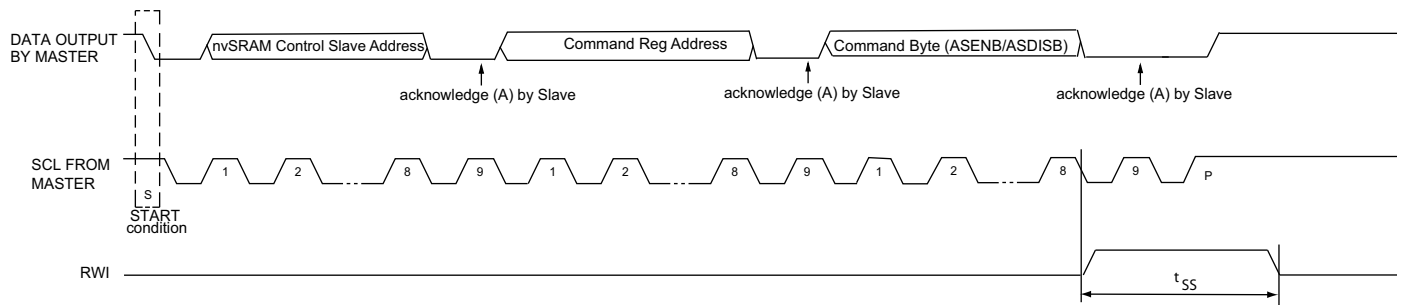 DATA OUTPUT
BY MASTER
nvSRAM Control Slave Address
Command Reg Address
Command Byte (ASENB/ASDISB)
acknowledge (A) by Slave
acknowledge (A) by Slave
acknowledge (A) by Slave
SCL FROM
MASTER
1 2 8 9 1 2 8 9 1 2 8 9 P
S
START
condition
RWI
tSS